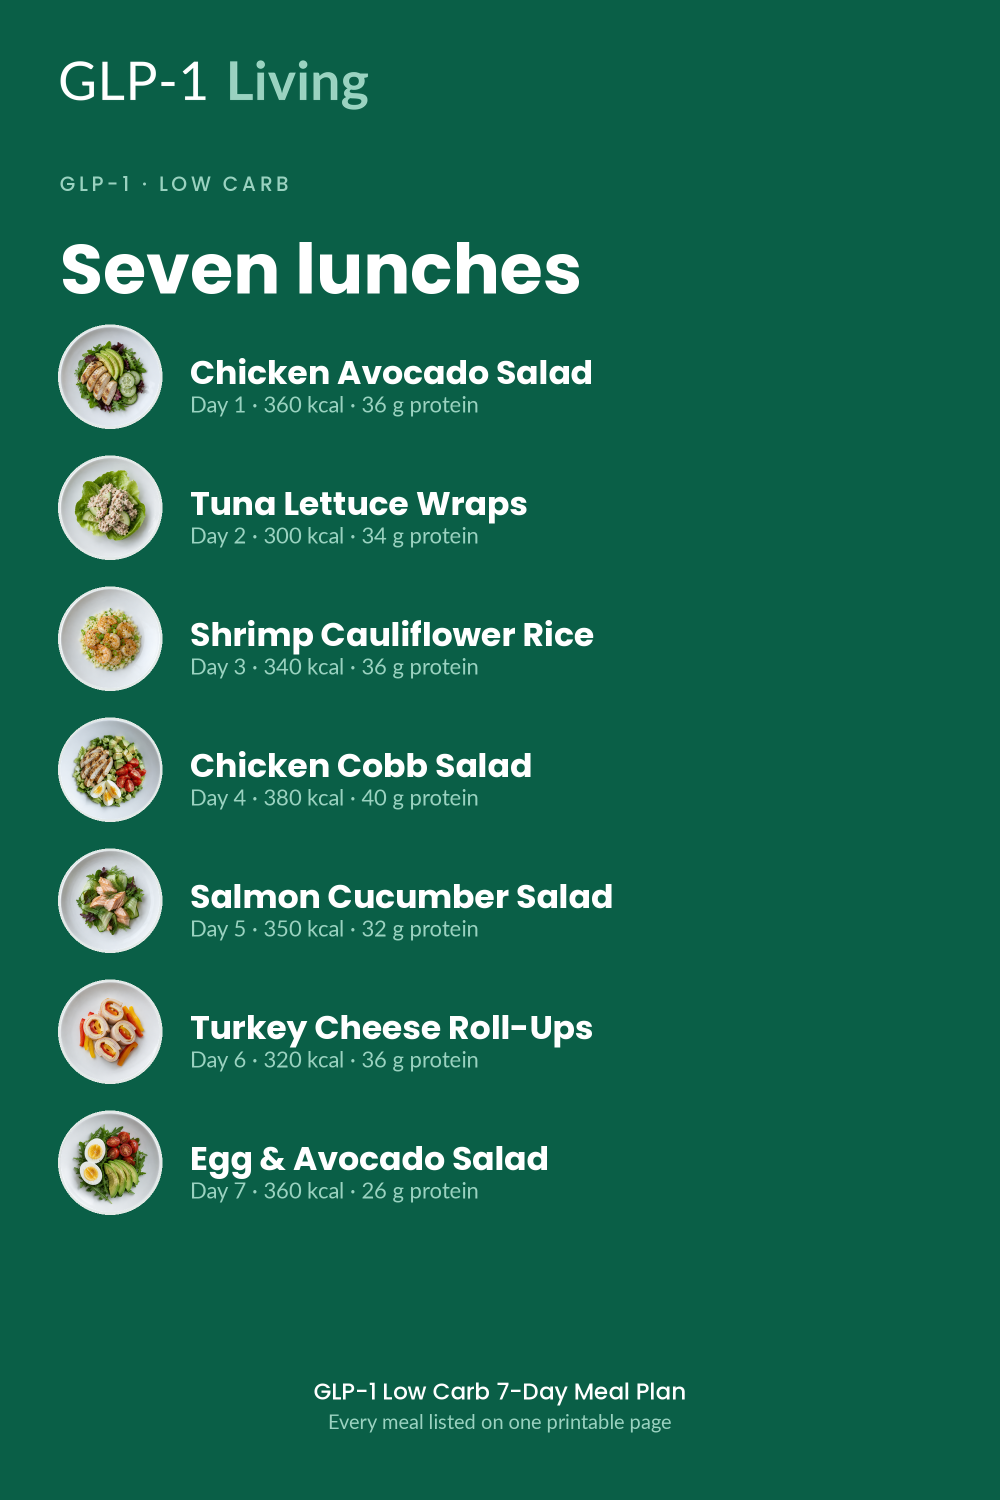 GLP-1 Living
GLP-1 · LOW CARB
Seven lunches
Chicken Avocado Salad
Day 1 · 360 kcal · 36 g protein
Tuna Lettuce Wraps
Day 2 · 300 kcal · 34 g protein
Shrimp Cauliflower Rice
Day 3 · 340 kcal · 36 g protein
Chicken Cobb Salad
Day 4 · 380 kcal · 40 g protein
Salmon Cucumber Salad
Day 5 · 350 kcal · 32 g protein
Turkey Cheese Roll-Ups
Day 6 · 320 kcal · 36 g protein
Egg & Avocado Salad
Day 7 · 360 kcal · 26 g protein
GLP-1 Low Carb 7-Day Meal Plan
Every meal listed on one printable page